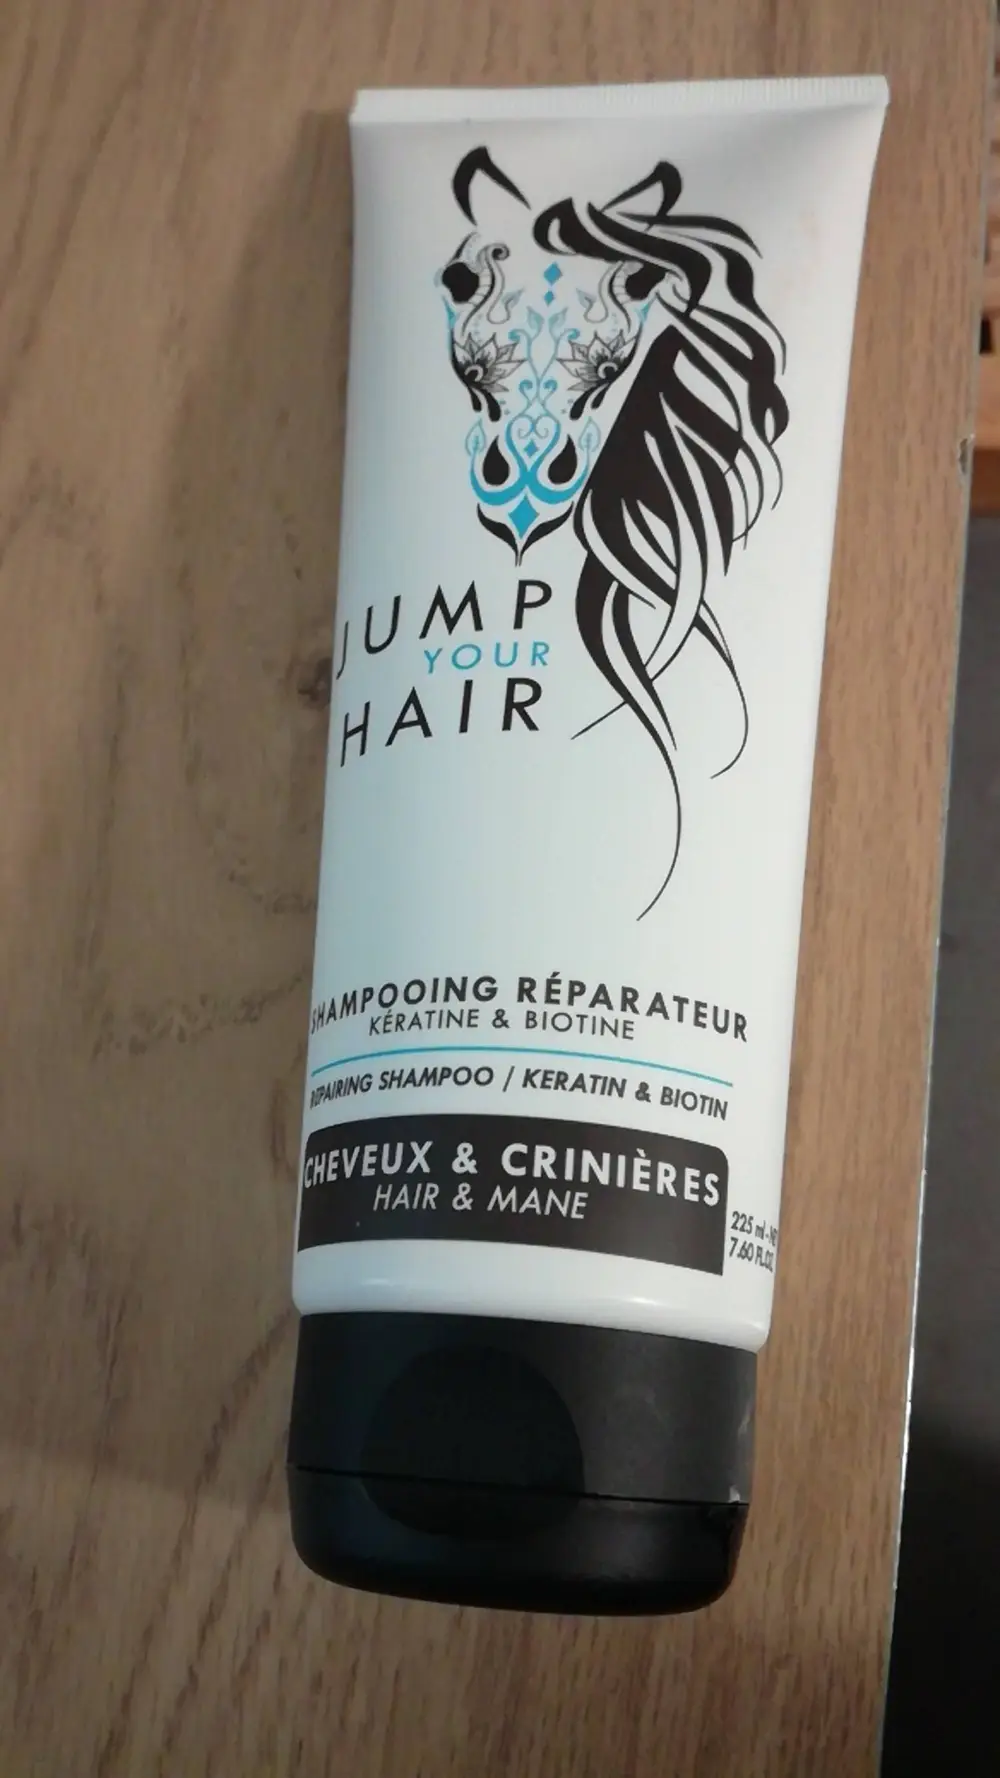 JUMP
YOUR
HAIR
SHAMPOOING RÉPARATEUR
KÉRATINE & BIOTINE
REPAIRING SHAMPOO / KERATIN & BIOTIN
CHEVEUX & CRINIÈRES
HAIR & MANE
225 ml -
7.60 FL.OZ